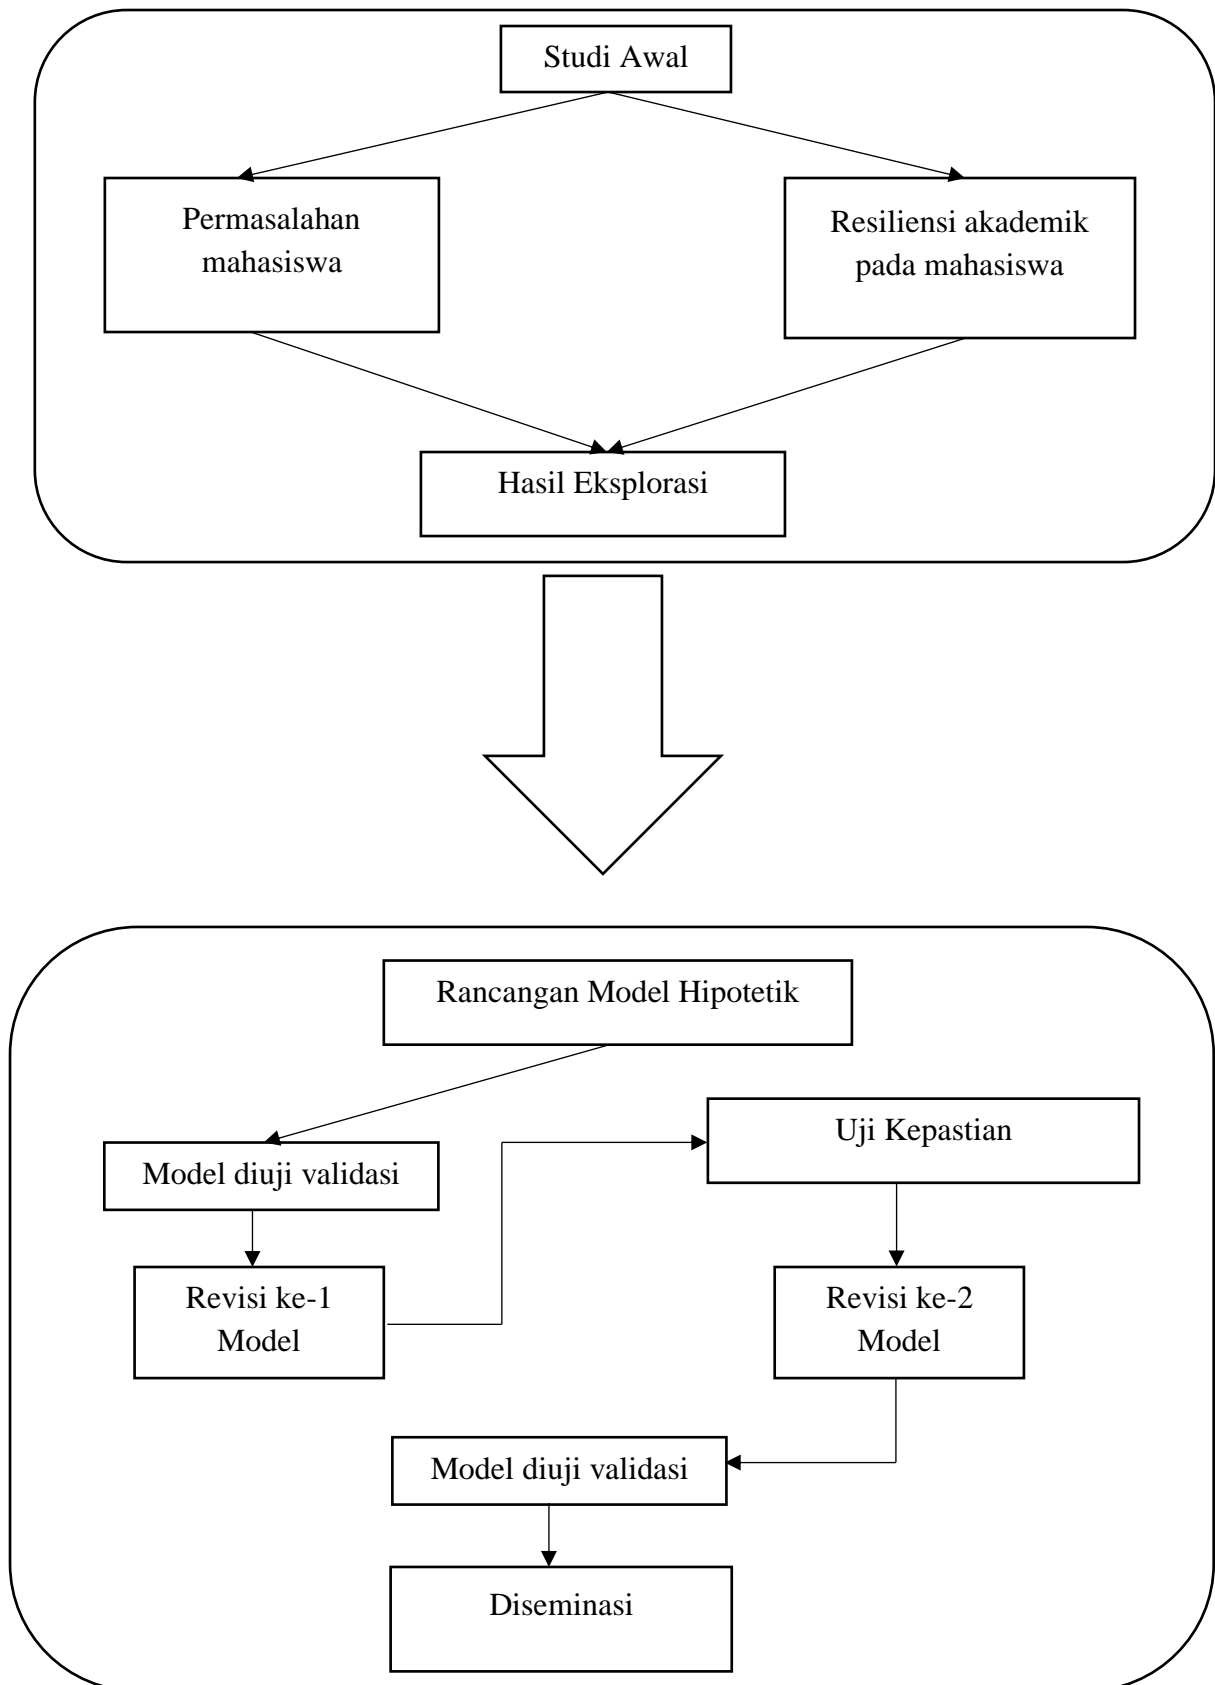 Studi Awal
Permasalahan
mahasiswa
Resiliensi akademik
pada mahasiswa
Hasil Eksplorasi
Rancangan Model Hipotetik
Uji Kepastian
Model diuji validasi
Revisi ke-1
Model
Revisi ke-2
Model
Model diuji validasi
Diseminasi